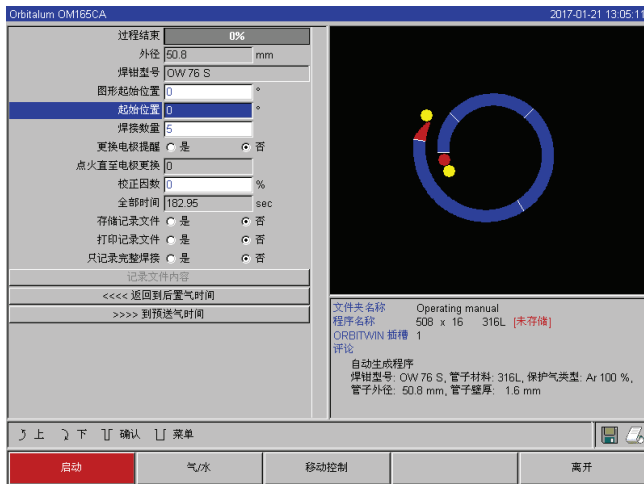 Orbitalum OM165CA 2017-01-21 13:05:11
过程结束 0%
外径 50.8 mm
焊钳型号 OW 76 S
图形起始位置 0 °
起始位置 0 °
焊接数量 5
更换电极提醒 是 否
点火直至电极更换 0
校正因数 0 %
全部时间 182.95 sec
存储记录文件 是 否
打印记录文件 是 否
只记录完整焊接 是 否
记录文件内容
<<<< 返回到后置气时间
>>>> 到预送气时间
文件夹名称 Operating manual
程序名称 508 x 16 316L [未存储]
ORBITWIN 插槽 1
评论
自动生成程序
焊钳型号: OW 76 S, 管子材料: 316L, 保护气类型: Ar 100 %,
管子外径: 50.8 mm, 管子壁厚: 1.6 mm
上 下 确认 菜单
启动 气/水 移动控制 离开